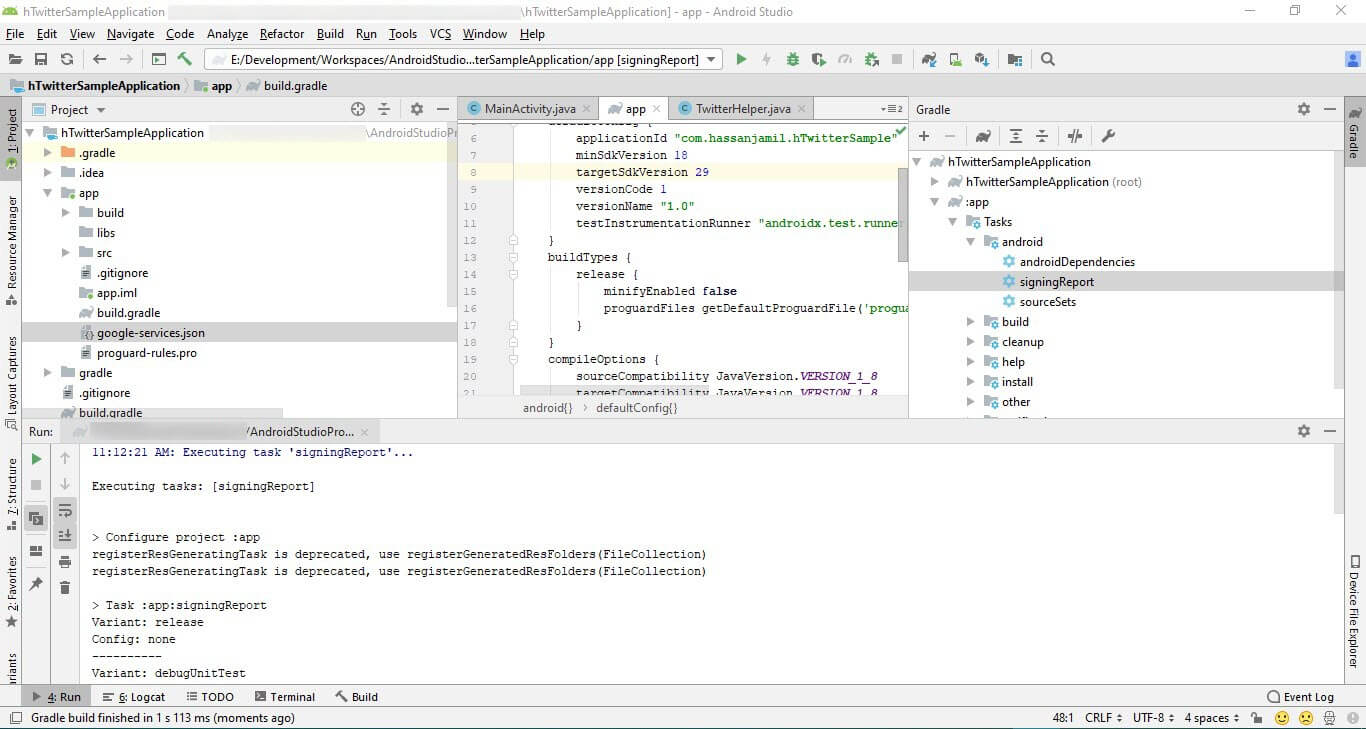 hTwitterSampleApplication \hTwitterSampleApplication] - app - Android Studio
File Edit View Navigate Code Analyze Refactor Build Run Tools VCS Window Help
E:/Development/Workspaces/AndroidStudio...terSampleApplication/app [signingReport]
hTwitterSampleApplication app build.gradle
1: Project
Resource Manager
Layout Captures
7: Structure
2: Favorites
Project
hTwitterSampleApplication \AndroidStudioPr
.gradle
.idea
app
build
libs
src
.gitignore
app.iml
build.gradle
google-services.json
proguard-rules.pro
gradle
.gitignore
build.gradle
MainActivity.java app TwitterHelper.java 2
6 applicationId "com.hassanjamil.hTwitterSample"
7 minSdkVersion 18
8 targetSdkVersion 29
9 versionCode 1
10 versionName "1.0"
11 testInstrumentationRunner "androidx.test.runner
12 }
13 buildTypes {
14 release {
15 minifyEnabled false
16 proguardFiles getDefaultProguardFile('progua
17 }
18 }
19 compileOptions {
20 sourceCompatibility JavaVersion.VERSION_1_8
21 targetCompatibility JavaVersion.VERSION_1_8
android{} defaultConfig{}
Gradle
hTwitterSampleApplication
hTwitterSampleApplication (root)
:app
Tasks
android
androidDependencies
signingReport
sourceSets
build
cleanup
help
install
other
Gradle
Device File Explorer
Run: /AndroidStudioPro...
11:12:21 AM: Executing task 'signingReport'...
Executing tasks: [signingReport]
> Configure project :app
registerResGeneratingTask is deprecated, use registerGeneratedResFolders(FileCollection)
registerResGeneratingTask is deprecated, use registerGeneratedResFolders(FileCollection)
> Task :app:signingReport
Variant: release
Config: none
----------
Variant: debugUnitTest
4: Run 6: Logcat TODO Terminal Build Event Log
Gradle build finished in 1 s 113 ms (moments ago) 48:1 CRLF UTF-8 4 spaces